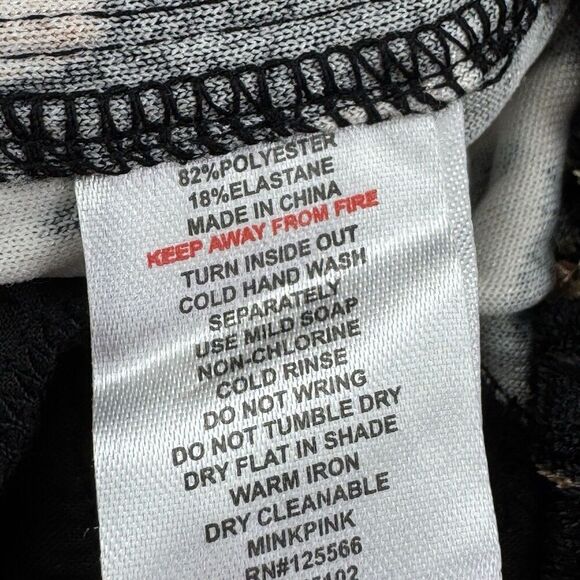 82%POLYESTER
18%ELASTANE
MADE IN CHINA
KEEP AWAY FROM FIRE
TURN INSIDE OUT
COLD HAND WASH
SEPARATELY
USE MILD SOAP
NON-CHLORINE
COLD RINSE
DO NOT WRING
DO NOT TUMBLE DRY
DRY FLAT IN SHADE
WARM IRON
DRY CLEANABLE
MINKPINK
RN#125566